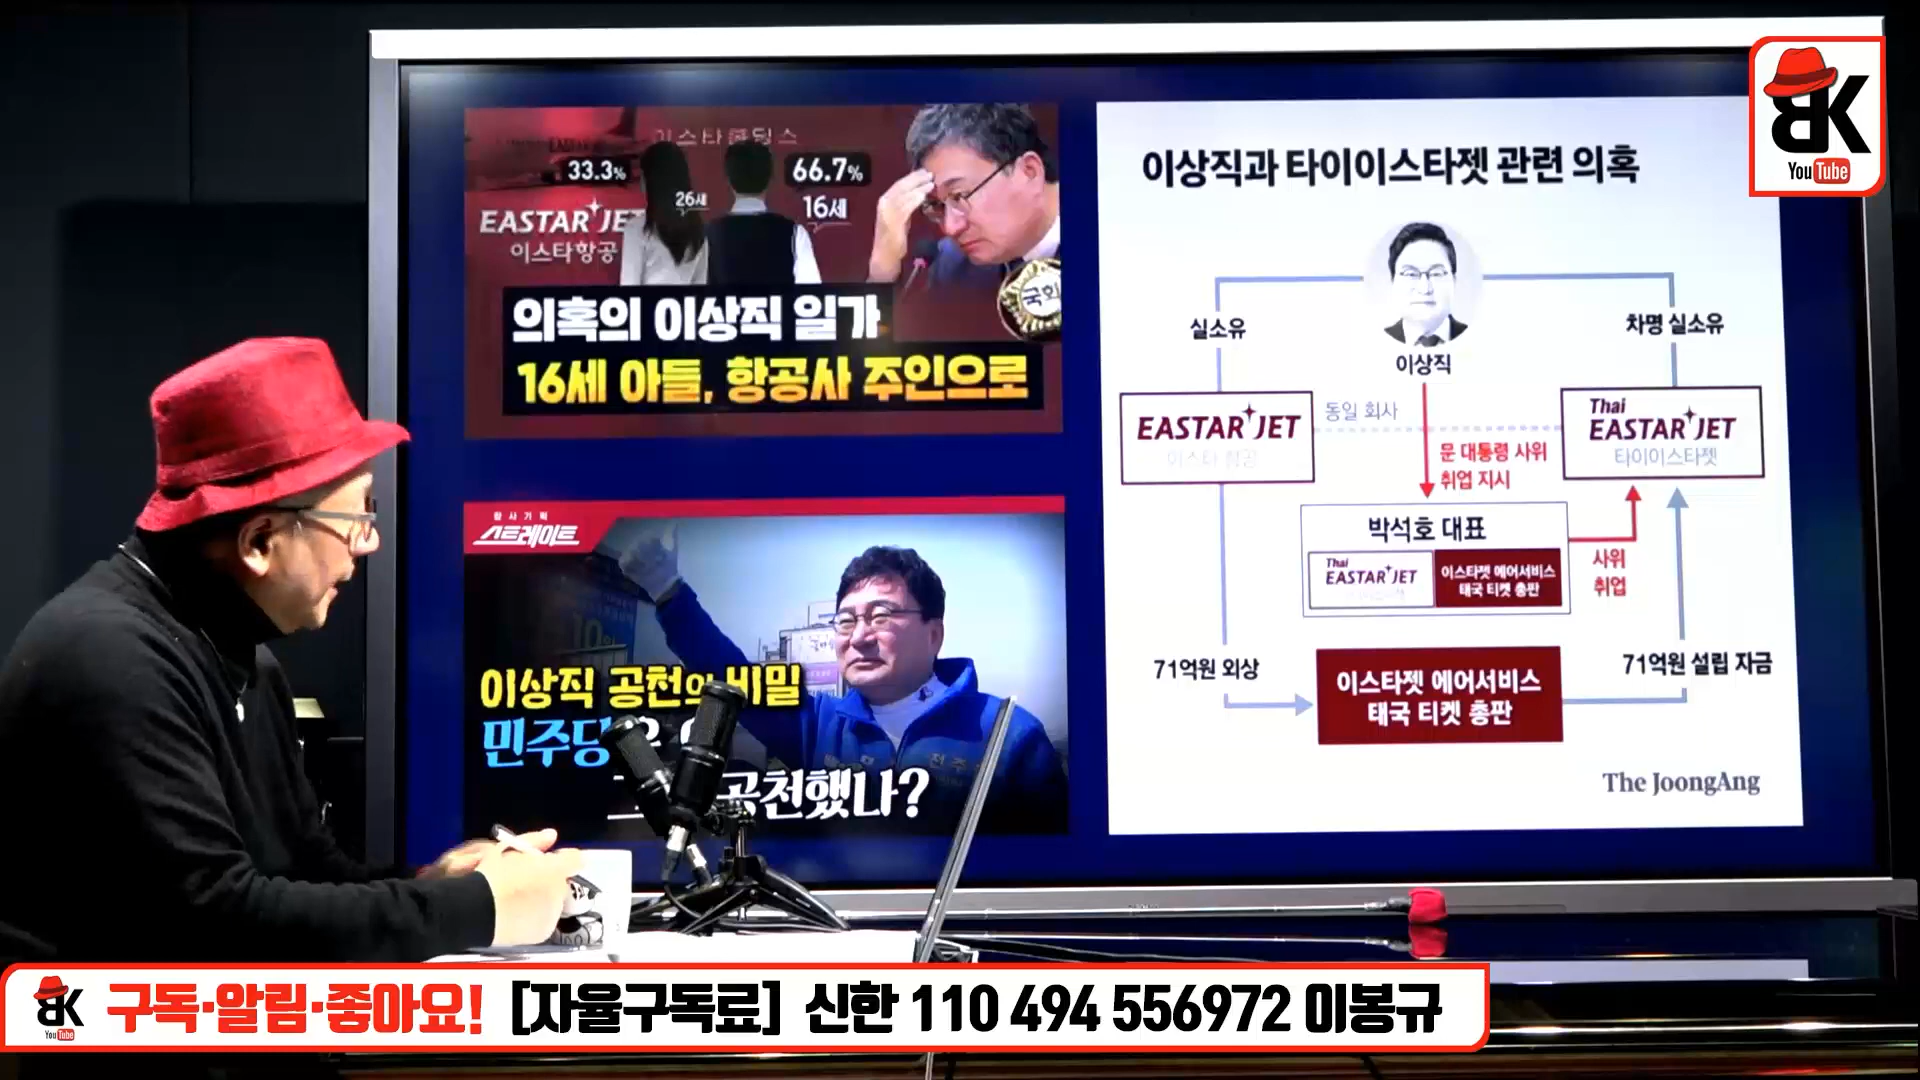 이스타홀딩스
33.3%
66.7%
26세
16세
EASTAR JET
이스타항공
국회
의혹의 이상직 일가
16세 아들, 항공사 주인으로
탐사기획
스트레이트
이상직 공천의 비밀
민주당은
공천했나?
이상직과 타이이스타젯 관련 의혹
실소유
차명 실소유
이상직
EASTAR JET
이스타 항공
동일 회사
Thai
EASTAR JET
타이이스타젯
문 대통령 사위
취업 지시
박석호 대표
Thai
EASTAR JET
이스타젯 에어서비스
태국 티켓 총판
사위
취업
71억원 외상
이스타젯 에어서비스
태국 티켓 총판
71억원 설립 자금
The JoongAng
BK
YouTube
BK
YouTube
구독·알림·좋아요! [자율구독료] 신한 110 494 556972 이봉규